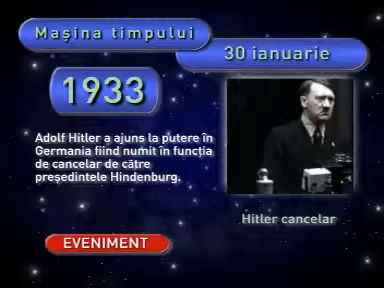 Mașina timpului
30 ianuarie
1933
Adolf Hitler a ajuns la putere în
Germania fiind numit în funcția
de cancelar de către
președintele Hindenburg.
Hitler cancelar
EVENIMENT